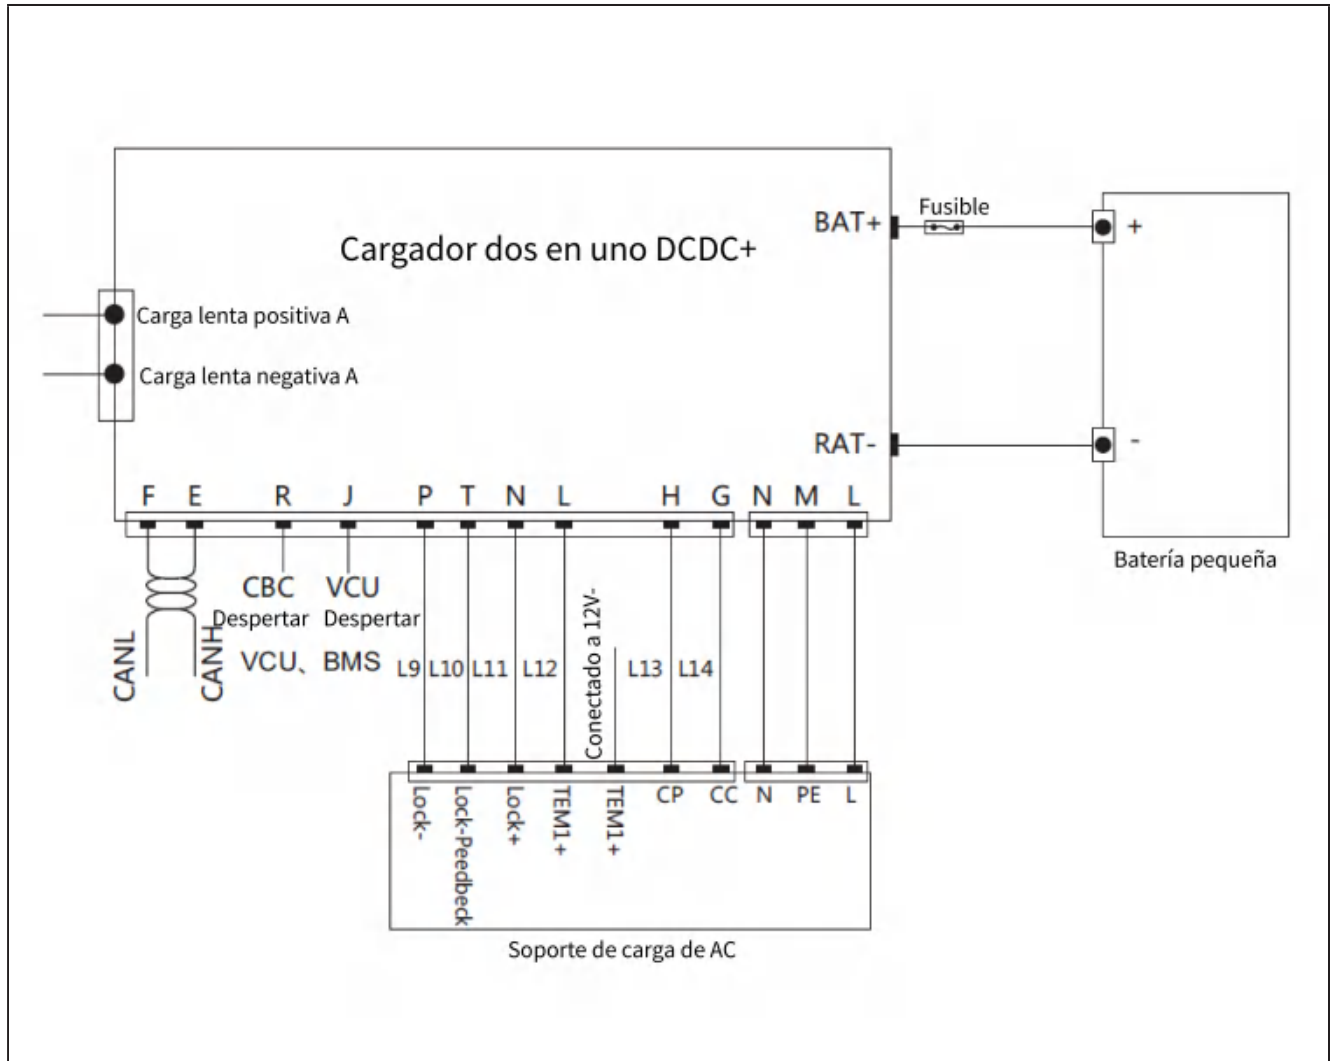 BAT+
Fusible
+
Cargador dos en uno DCDC+
Carga lenta positiva A
Carga lenta negativa A
RAT-
-
F E R J P T N L H G N M L
Batería pequeña
CBC VCU
Despertar Despertar
CANL
CANH
VCU、BMS
L9 L10 L11 L12
Conectado a 12V-
L13 L14
Lock-
Lock-Peedbeck
Lock+
TEM1+
TEM1+
CP CC N PE L
Soporte de carga de AC